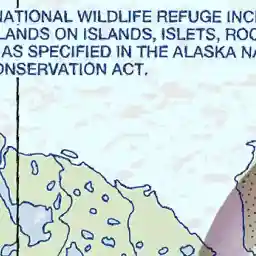 NATIONAL WILDLIFE REFUGE INC
LANDS ON ISLANDS, ISLETS, ROC
AS SPECIFIED IN THE ALASKA NA
ONSERVATION ACT.